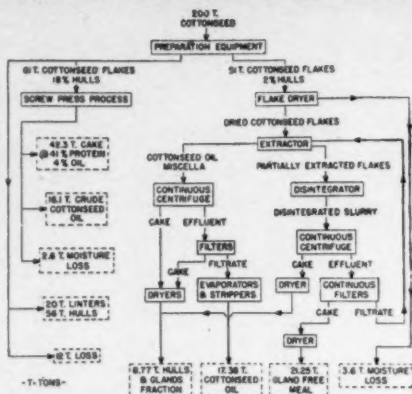 200 T.
COTTONSEED
PREPARATION EQUIPMENT
61 T. COTTONSEED FLAKES
18% HULLS
51 T. COTTONSEED FLAKES
2% HULLS
SCREW PRESS PROCESS
FLAKE DRYER
DRIED COTTONSEED FLAKES
42.3 T. CAKE
@ 41% PROTEIN
4% OIL
EXTRACTOR
COTTONSEED OIL
MISCELLA
PARTIALLY EXTRACTED FLAKES
CONTINUOUS
CENTRIFUGE
DISINTEGRATOR
16.1 T. CRUDE
COTTONSEED
OIL
DISINTEGRATED SLURRY
CAKE
EFFLUENT
CONTINUOUS
CENTRIFUGE
FILTERS
2.6 T. MOISTURE
LOSS
CAKE
EFFLUENT
CAKE
FILTRATE
DRYERS
EVAPORATORS
& STRIPPERS
DRYER
CONTINUOUS
FILTERS
20 T. LINTERS
56 T. HULLS
CAKE
FILTRATE
DRYER
12 T. LOSS
-T-TONS-
8.77 T. HULLS
& GLANDS
FRACTION
17.38 T.
COTTONSEED
OIL
21.25 T.
GLAND FREE
MEAL
3.6 T. MOISTURE
LOSS